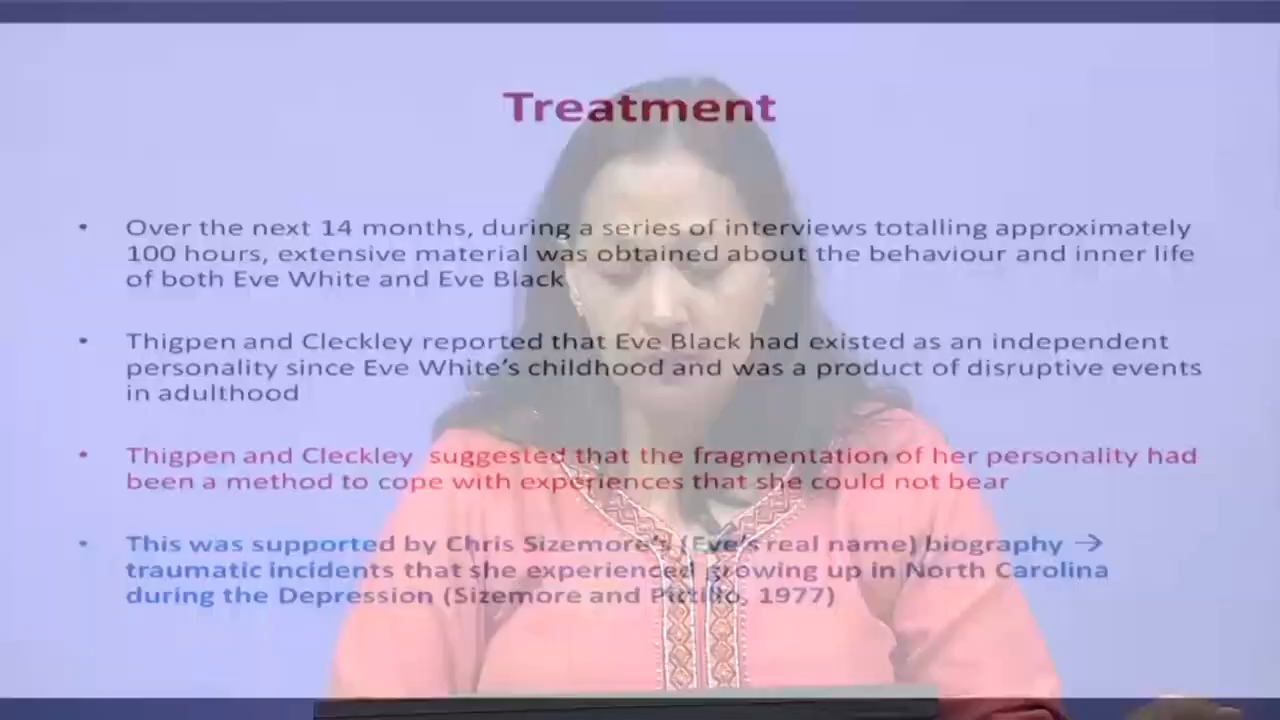 Treatment
• Over the next 14 months, during a series of interviews totalling approximately
100 hours, extensive material was obtained about the behaviour and inner life
of both Eve White and Eve Black
• Thigpen and Cleckley reported that Eve Black had existed as an independent
personality since Eve White’s childhood and was a product of disruptive events
in adulthood
• Thigpen and Cleckley suggested that the fragmentation of her personality had
been a method to cope with experiences that she could not bear
• This was supported by Chris Sizemore’s (Eve’s real name) biography →
traumatic incidents that she experienced growing up in North Carolina
during the Depression (Sizemore and Pittillo, 1977)